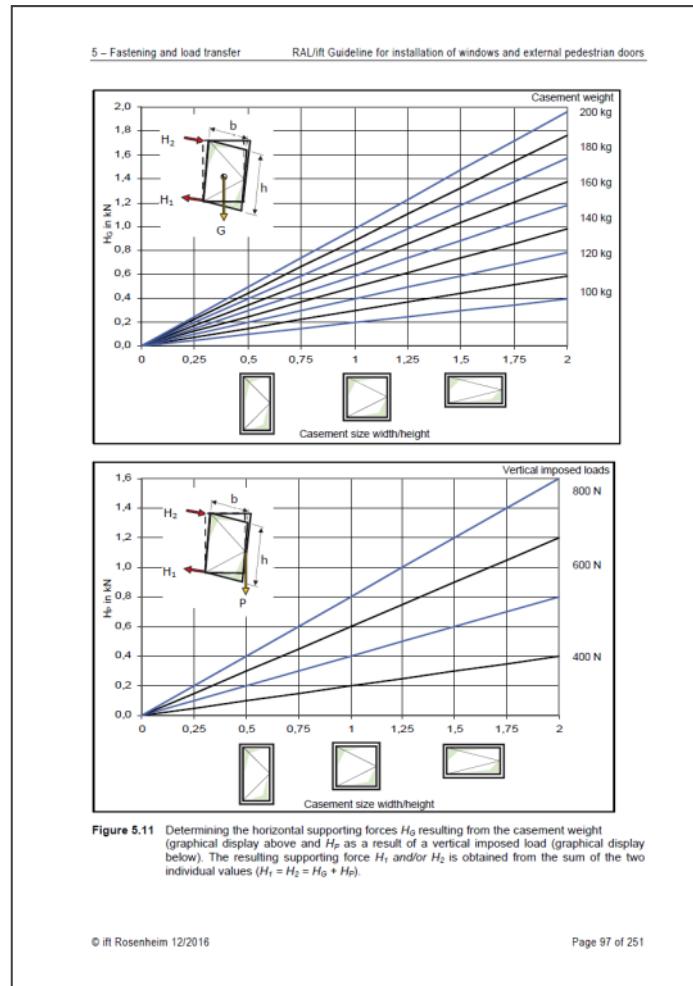 5 – Fastening and load transfer RAL/ift Guideline for installation of windows and external pedestrian doors
Casement weight
2,0
1,8
1,6
1,4
1,2
1,0
0,8
0,6
0,4
0,2
0,0
HG in kN
b
H2
h
H1
G
200 kg
180 kg
160 kg
140 kg
120 kg
100 kg
0 0,25 0,5 0,75 1 1,25 1,5 1,75 2
Casement size width/height
Vertical imposed loads
1,6
1,4
1,2
1,0
0,8
0,6
0,4
0,2
0,0
HP in kN
b
H2
h
H1
P
800 N
600 N
400 N
0 0,25 0,5 0,75 1 1,25 1,5 1,75 2
Casement size width/height
Figure 5.11 Determining the horizontal supporting forces HG resulting from the casement weight
(graphical display above and HP as a result of a vertical imposed load (graphical display
below). The resulting supporting force H1 and/or H2 is obtained from the sum of the two
individual values (H1 = H2 = HG + HP).
© ift Rosenheim 12/2016 Page 97 of 251